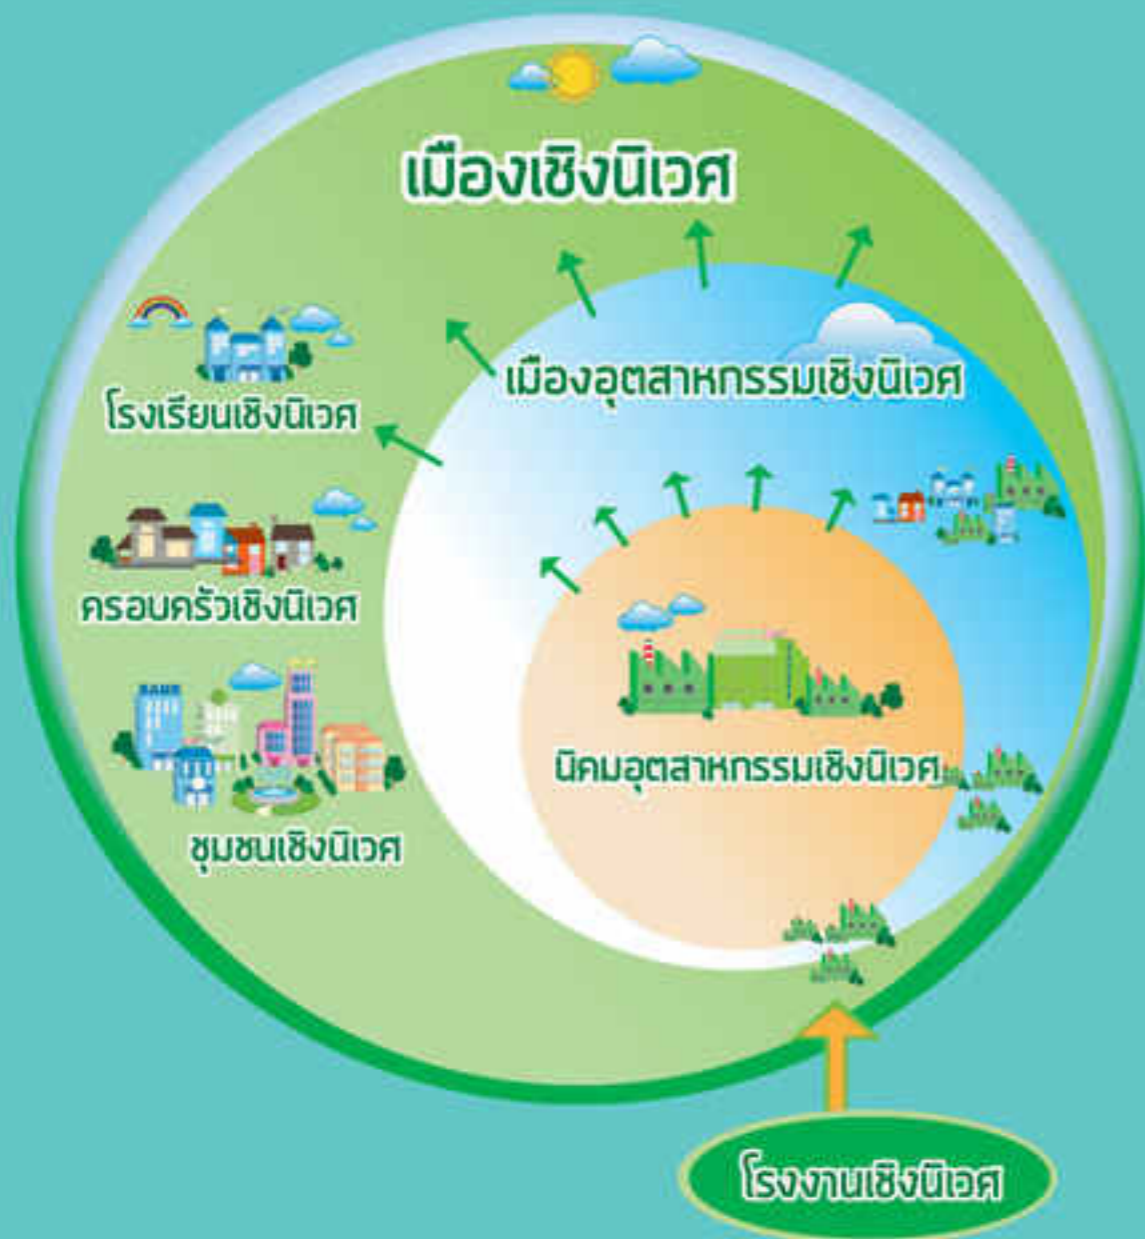 เมืองเชิงนิเวศ
เมืองอุตสาหกรรมเชิงนิเวศ
โรงเรียนเชิงนิเวศ
ครอบครัวเชิงนิเวศ
BANK
นิคมอุตสาหกรรมเชิงนิเวศ
ชุมชนเชิงนิเวศ
โรงงานเชิงนิเวศ